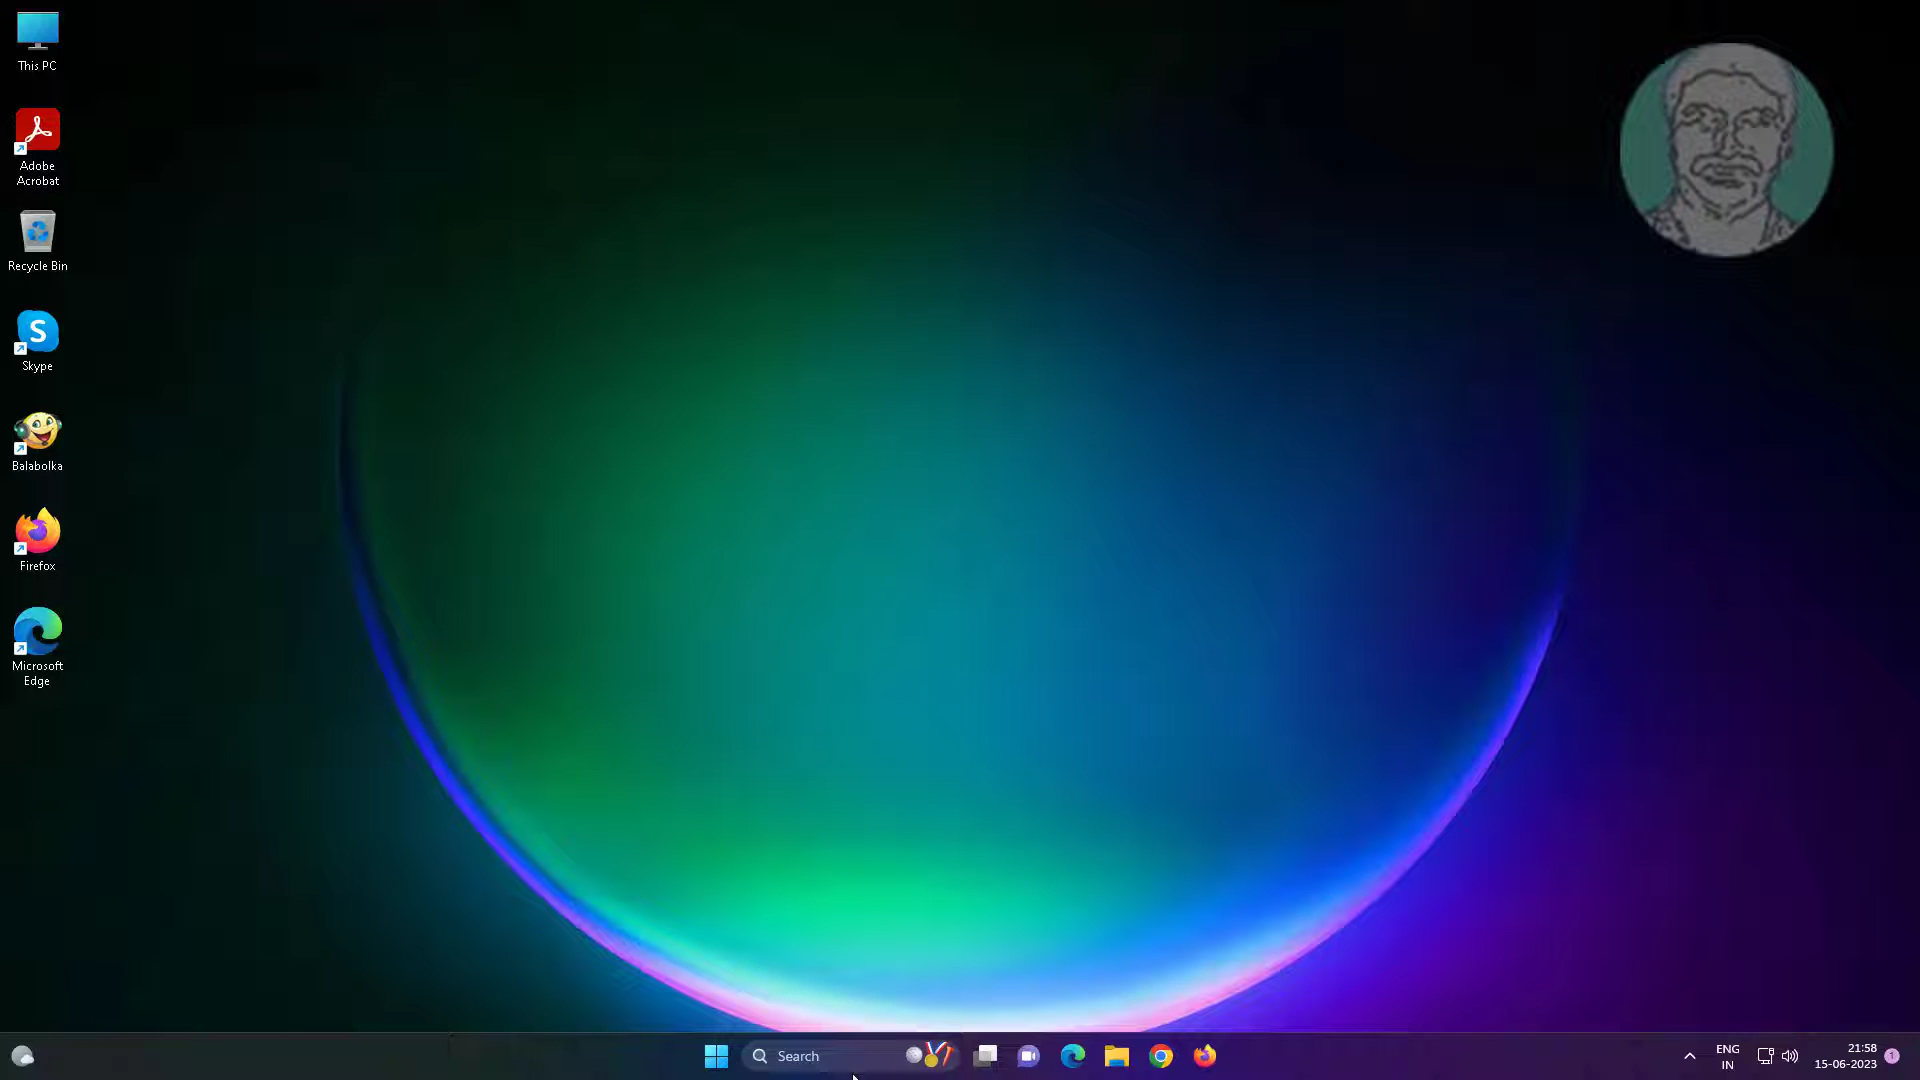 This PC
Adobe
Acrobat
Recycle Bin
S
Skype
Balabolka
Firefox
Microsoft
Edge
Search
ENG
IN
21:58
15-06-2023
1